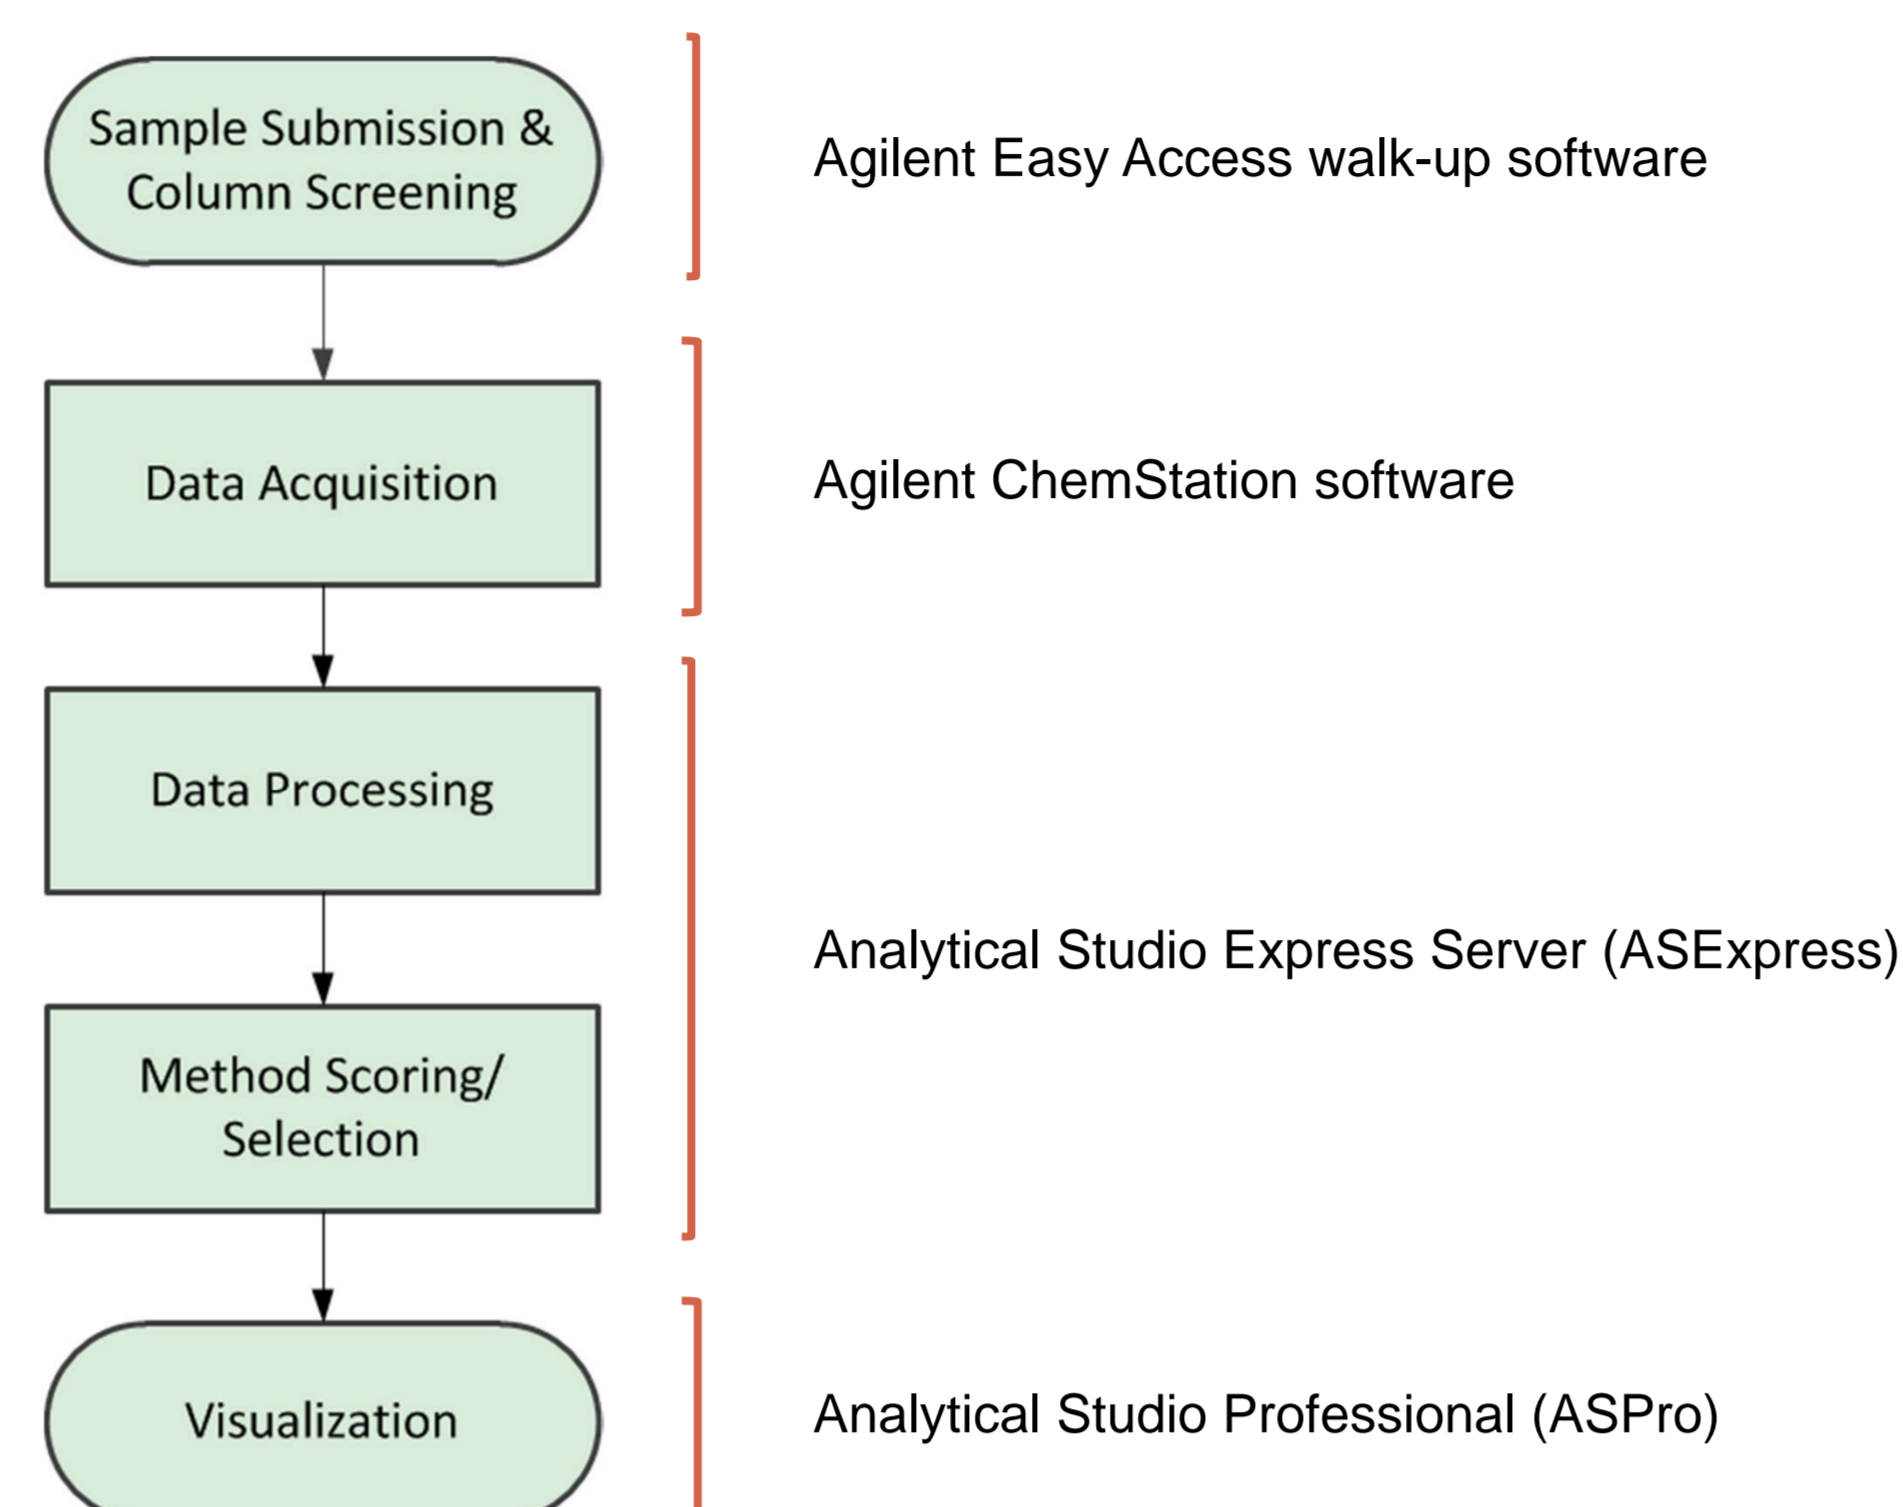 Sample Submission &
Column Screening
Agilent Easy Access walk-up software
Data Acquisition
Agilent ChemStation software
Data Processing
Analytical Studio Express Server (ASExpress)
Method Scoring/
Selection
Visualization
Analytical Studio Professional (ASPro)